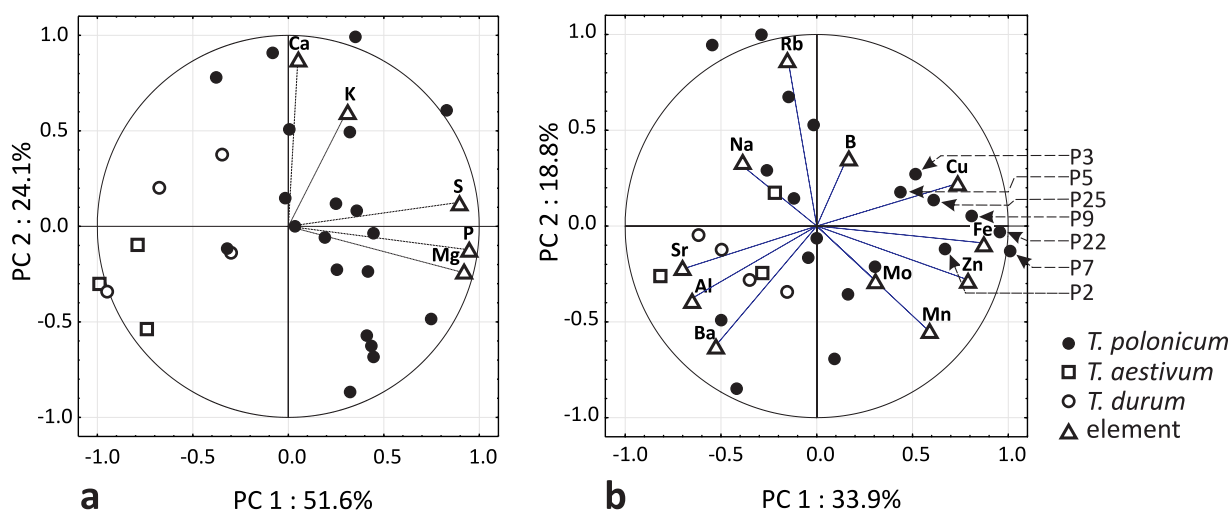 1.0
0.5
0.0
-0.5
-1.0
PC 2 : 24.1%
Ca
K
S
P
Mg
-1.0 -0.5 0.0 0.5 1.0
a
PC 1 : 51.6%
1.0
0.5
0.0
-0.5
-1.0
PC 2 : 18.8%
Rb
Na
B
Cu
Fe
Zn
Mo
Mn
Sr
Al
Ba
P3
P5
P25
P9
P22
P7
P2
-1.0 -0.5 0.0 0.5 1.0
b
PC 1 : 33.9%
T. polonicum
T. aestivum
T. durum
element